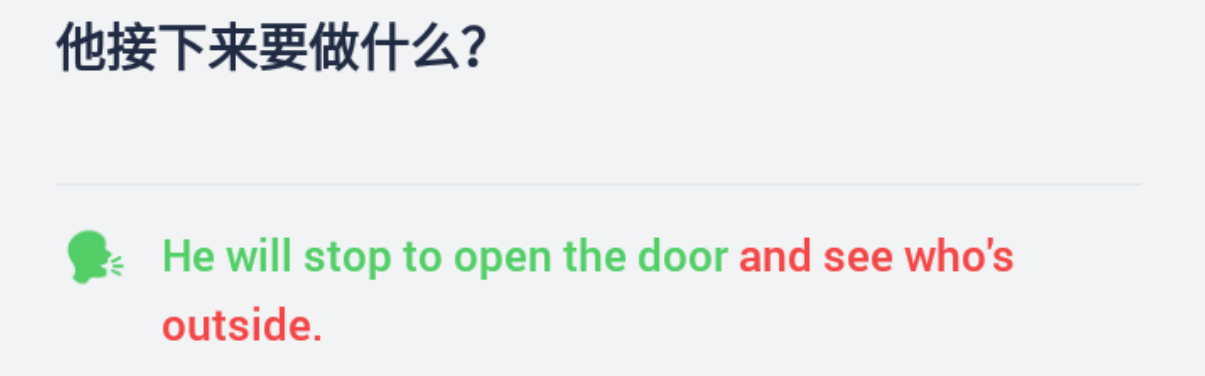 他接下来要做什么？
He will stop to open the door and see who's
outside.